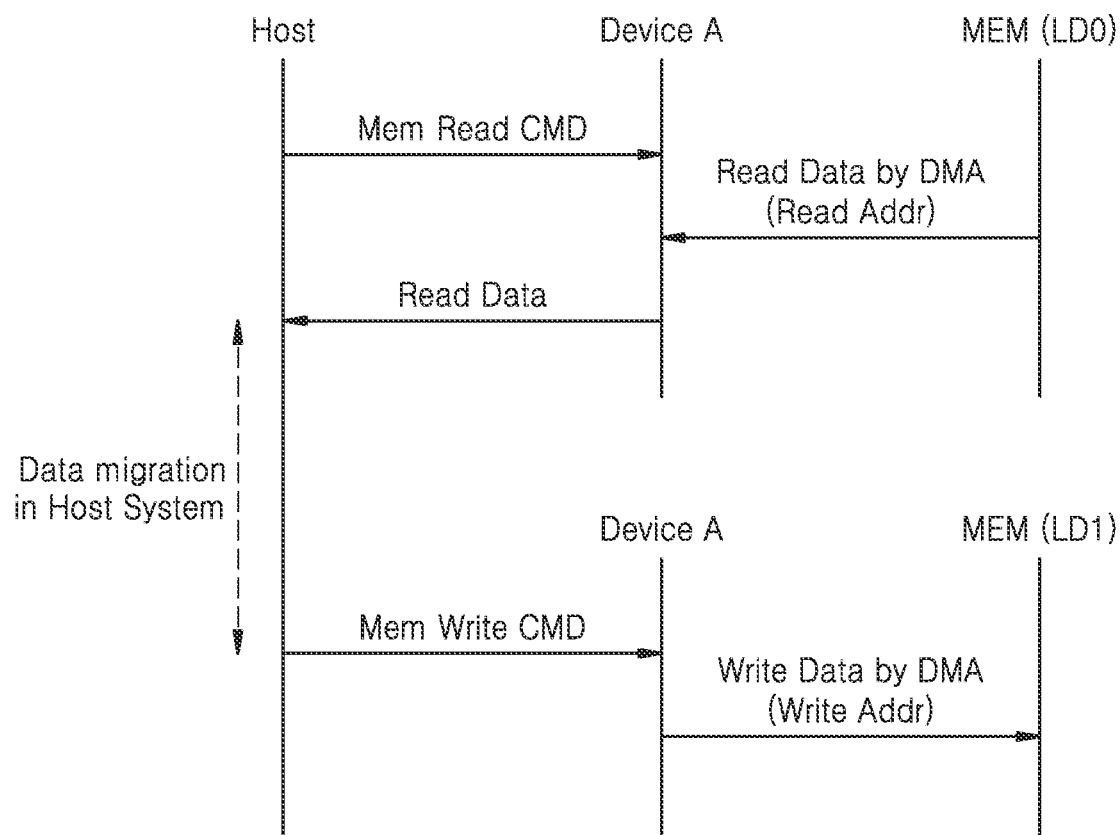 Host
Device A
MEM (LD0)
Mem Read CMD
Read Data by DMA
(Read Addr)
Read Data
Data migration
in Host System
Device A
MEM (LD1)
Mem Write CMD
Write Data by DMA
(Write Addr)